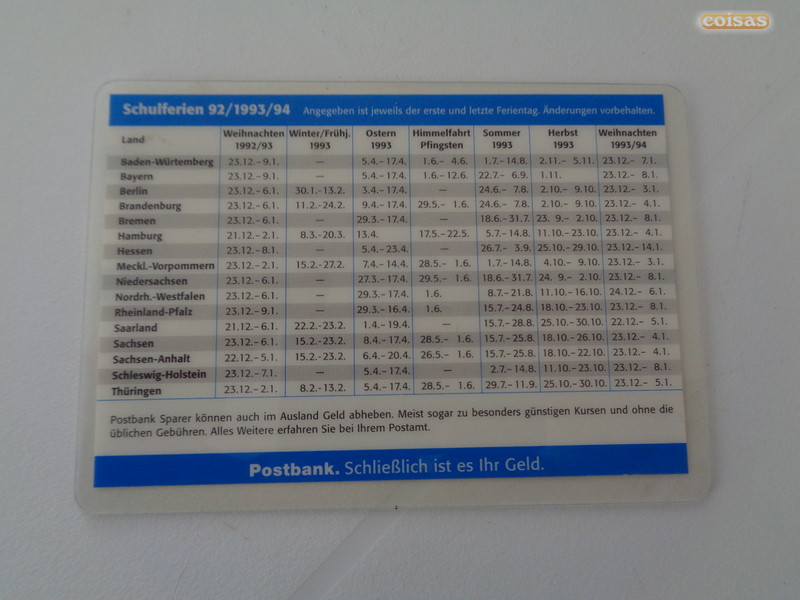 coisas
Schulferien 92/1993/94 Angegeben ist jeweils der erste und letzte Ferientag. Änderungen vorbehalten.
Land Weihnachten 1992/93 Winter/Frühj. 1993 Ostern 1993 Himmelfahrt Pfingsten Sommer 1993 Herbst 1993 Weihnachten 1993/94
Baden-Würtemberg 23.12.- 9.1. — 5.4.- 17.4. 1.6.- 4.6. 1.7.- 14.8. 2.11.- 5.11. 23.12.- 7.1.
Bayern 23.12.- 9.1. — 5.4.- 17.4. 1.6.- 12.6. 22.7.- 6.9. 1.11. 23.12.- 8.1.
Berlin 23.12.- 6.1. 30.1.-13.2. 3.4.- 17.4. — 24.6.- 7.8. 2.10.- 9.10. 23.12.- 3.1.
Brandenburg 23.12.- 6.1. 11.2.-24.2. 9.4.- 17.4. 29.5.- 1.6. 24.6.- 7.8. 2.10.- 9.10. 23.12.- 4.1.
Bremen 23.12.- 6.1. — 29.3.- 17.4. — 18.6.- 31.7. 23. 9.- 2.10. 23.12.- 8.1.
Hamburg 21.12.- 2.1. 8.3.-20.3. 13.4. 17.5.- 22.5. 5.7.- 14.8. 11.10.- 23.10. 23.12.- 4.1.
Hessen 23.12.- 8.1. — 5.4.- 23.4. — 26.7.- 3.9. 25.10.- 29.10. 23.12.- 14.1.
Meckl.-Vorpommern 23.12.- 2.1. 15.2.-27.2. 7.4.- 14.4. 28.5.- 1.6. 1.7.- 14.8. 4.10.- 9.10. 23.12.- 3.1.
Niedersachsen 23.12.- 6.1. — 27.3.- 17.4. 29.5.- 1.6. 18.6.- 31.7. 24. 9.- 2.10. 23.12.- 8.1.
Nordrh.-Westfalen 23.12.- 6.1. — 29.3.- 17.4. 1.6. 8.7.- 21.8. 11.10.- 16.10. 24.12.- 6.1.
Rheinland-Pfalz 23.12.- 9.1. — 29.3.- 16.4. 1.6. 15.7.- 24.8. 18.10.- 23.10. 23.12.- 8.1.
Saarland 21.12.- 6.1. 22.2.-23.2. 1.4.- 19.4. — 15.7.- 28.8. 25.10.- 30.10. 22.12.- 5.1.
Sachsen 23.12.- 6.1. 15.2.-23.2. 8.4.- 17.4. 28.5.- 1.6. 15.7.- 25.8. 18.10.- 26.10. 23.12.- 4.1.
Sachsen-Anhalt 22.12.- 5.1. 15.2.-23.2. 6.4.- 20.4. 26.5.- 1.6. 15.7.- 25.8. 18.10.- 22.10. 23.12.- 4.1.
Schleswig-Holstein 23.12.- 7.1. — 5.4.- 17.4. — 2.7.- 14.8. 11.10.- 23.10. 23.12.- 8.1.
Thüringen 23.12.- 2.1. 8.2.-13.2. 5.4.- 17.4. 28.5.- 1.6. 29.7.- 11.9. 25.10.- 30.10. 23.12.- 5.1.
Postbank Sparer können auch im Ausland Geld abheben. Meist sogar zu besonders günstigen Kursen und ohne die
üblichen Gebühren. Alles Weitere erfahren Sie bei Ihrem Postamt.
Postbank. Schließlich ist es Ihr Geld.